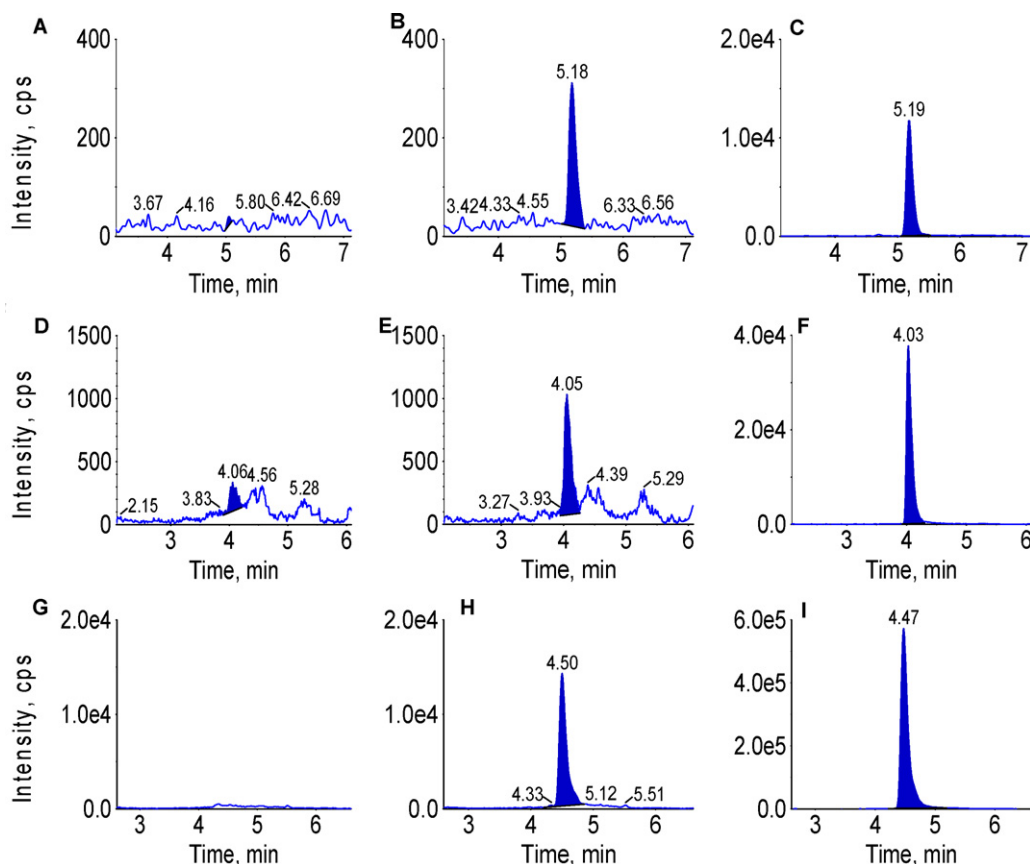 A
Intensity, cps
400
200
0
3.67
4.16
5.80
6.42
6.69
4 5 6 7
Time, min
B
400
200
0
5.18
3.42
4.33
4.55
6.33
6.56
4 5 6 7
Time, min
C
2.0e4
1.0e4
0.0
5.19
4 5 6 7
Time, min
D
Intensity, cps
1500
1000
500
0
2.15
3.83
4.06
4.56
5.28
3 4 5 6
Time, min
E
1500
1000
500
0
4.05
3.27
3.93
4.39
5.29
3 4 5 6
Time, min
F
4.0e4
2.0e4
0.0
4.03
3 4 5 6
Time, min
G
Intensity, cps
2.0e4
1.0e4
0.0
3 4 5 6
Time, min
H
2.0e4
1.0e4
0.0
4.50
4.33
5.12
5.51
3 4 5 6
Time, min
I
6.0e5
4.0e5
2.0e5
0.0
4.47
3 4 5 6
Time, min